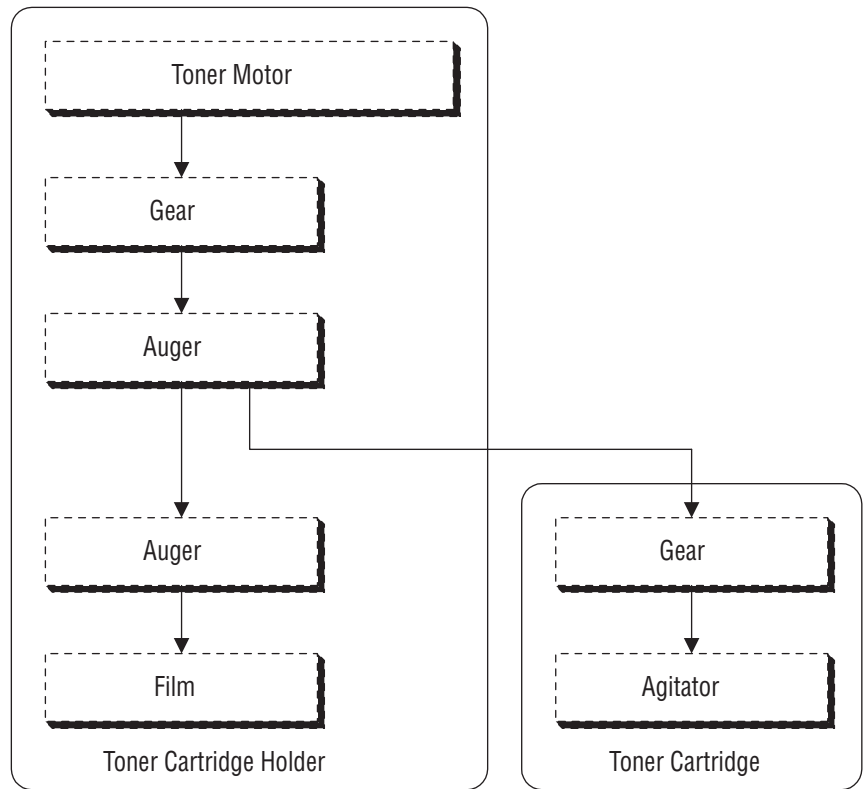 Toner Motor
Gear
Auger
Auger
Film
Toner Cartridge Holder
Gear
Agitator
Toner Cartridge